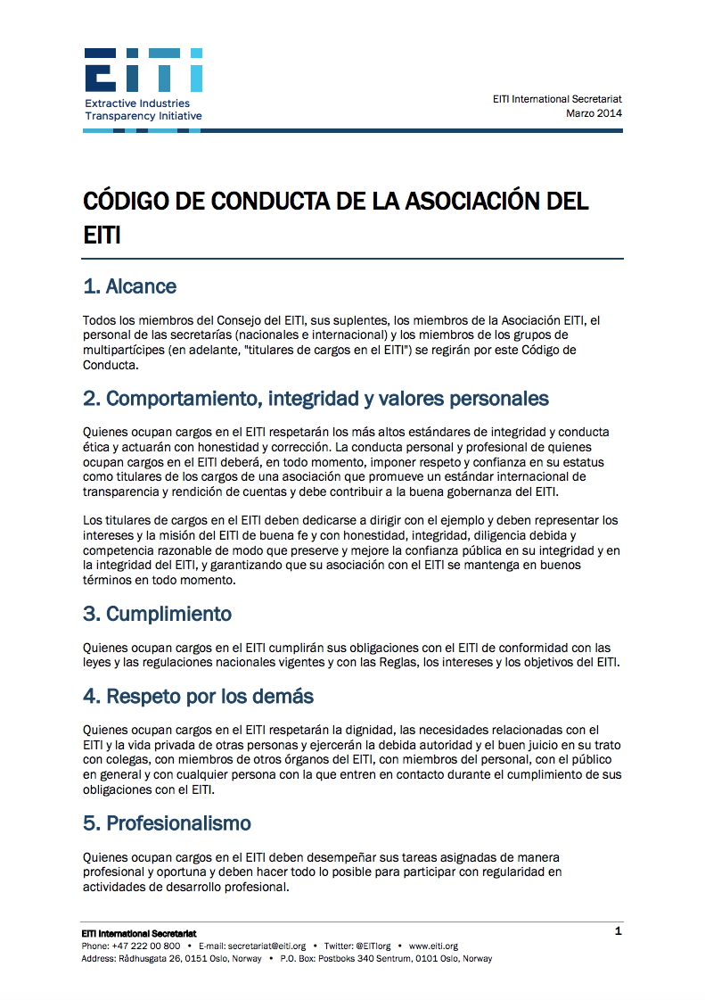 EITI
Extractive Industries
Transparency Initiative
EITI International Secretariat
Marzo 2014
CÓDIGO DE CONDUCTA DE LA ASOCIACIÓN DEL
EITI
1. Alcance
Todos los miembros del Consejo del EITI, sus suplentes, los miembros de la Asociación EITI, el
personal de las secretarías (nacionales e internacional) y los miembros de los grupos de
multipartícipes (en adelante, "titulares de cargos en el EITI") se regirán por este Código de
Conducta.
2. Comportamiento, integridad y valores personales
Quienes ocupan cargos en el EITI respetarán los más altos estándares de integridad y conducta
ética y actuarán con honestidad y corrección. La conducta personal y profesional de quienes
ocupan cargos en el EITI deberá, en todo momento, imponer respeto y confianza en su estatus
como titulares de los cargos de una asociación que promueve un estándar internacional de
transparencia y rendición de cuentas y debe contribuir a la buena gobernanza del EITI.
Los titulares de cargos en el EITI deben dedicarse a dirigir con el ejemplo y deben representar los
intereses y la misión del EITI de buena fe y con honestidad, integridad, diligencia debida y
competencia razonable de modo que preserve y mejore la confianza pública en su integridad y en
la integridad del EITI, y garantizando que su asociación con el EITI se mantenga en buenos
términos en todo momento.
3. Cumplimiento
Quienes ocupan cargos en el EITI cumplirán sus obligaciones con el EITI de conformidad con las
leyes y las regulaciones nacionales vigentes y con las Reglas, los intereses y los objetivos del EITI.
4. Respeto por los demás
Quienes ocupan cargos en el EITI respetarán la dignidad, las necesidades relacionadas con el
EITI y la vida privada de otras personas y ejercerán la debida autoridad y el buen juicio en su trato
con colegas, con miembros de otros órganos del EITI, con miembros del personal, con el público
en general y con cualquier persona con la que entren en contacto durante el cumplimiento de sus
obligaciones con el EITI.
5. Profesionalismo
Quienes ocupan cargos en el EITI deben desempeñar sus tareas asignadas de manera
profesional y oportuna y deben hacer todo lo posible para participar con regularidad en
actividades de desarrollo profesional.
EITI International Secretariat
1
Phone: +47 222 00 800 • E-mail: secretariat@eiti.org • Twitter: @EITIorg • www.eiti.org
Address: Rådhusgata 26, 0151 Oslo, Norway • P.O. Box: Postboks 340 Sentrum, 0101 Oslo, Norway